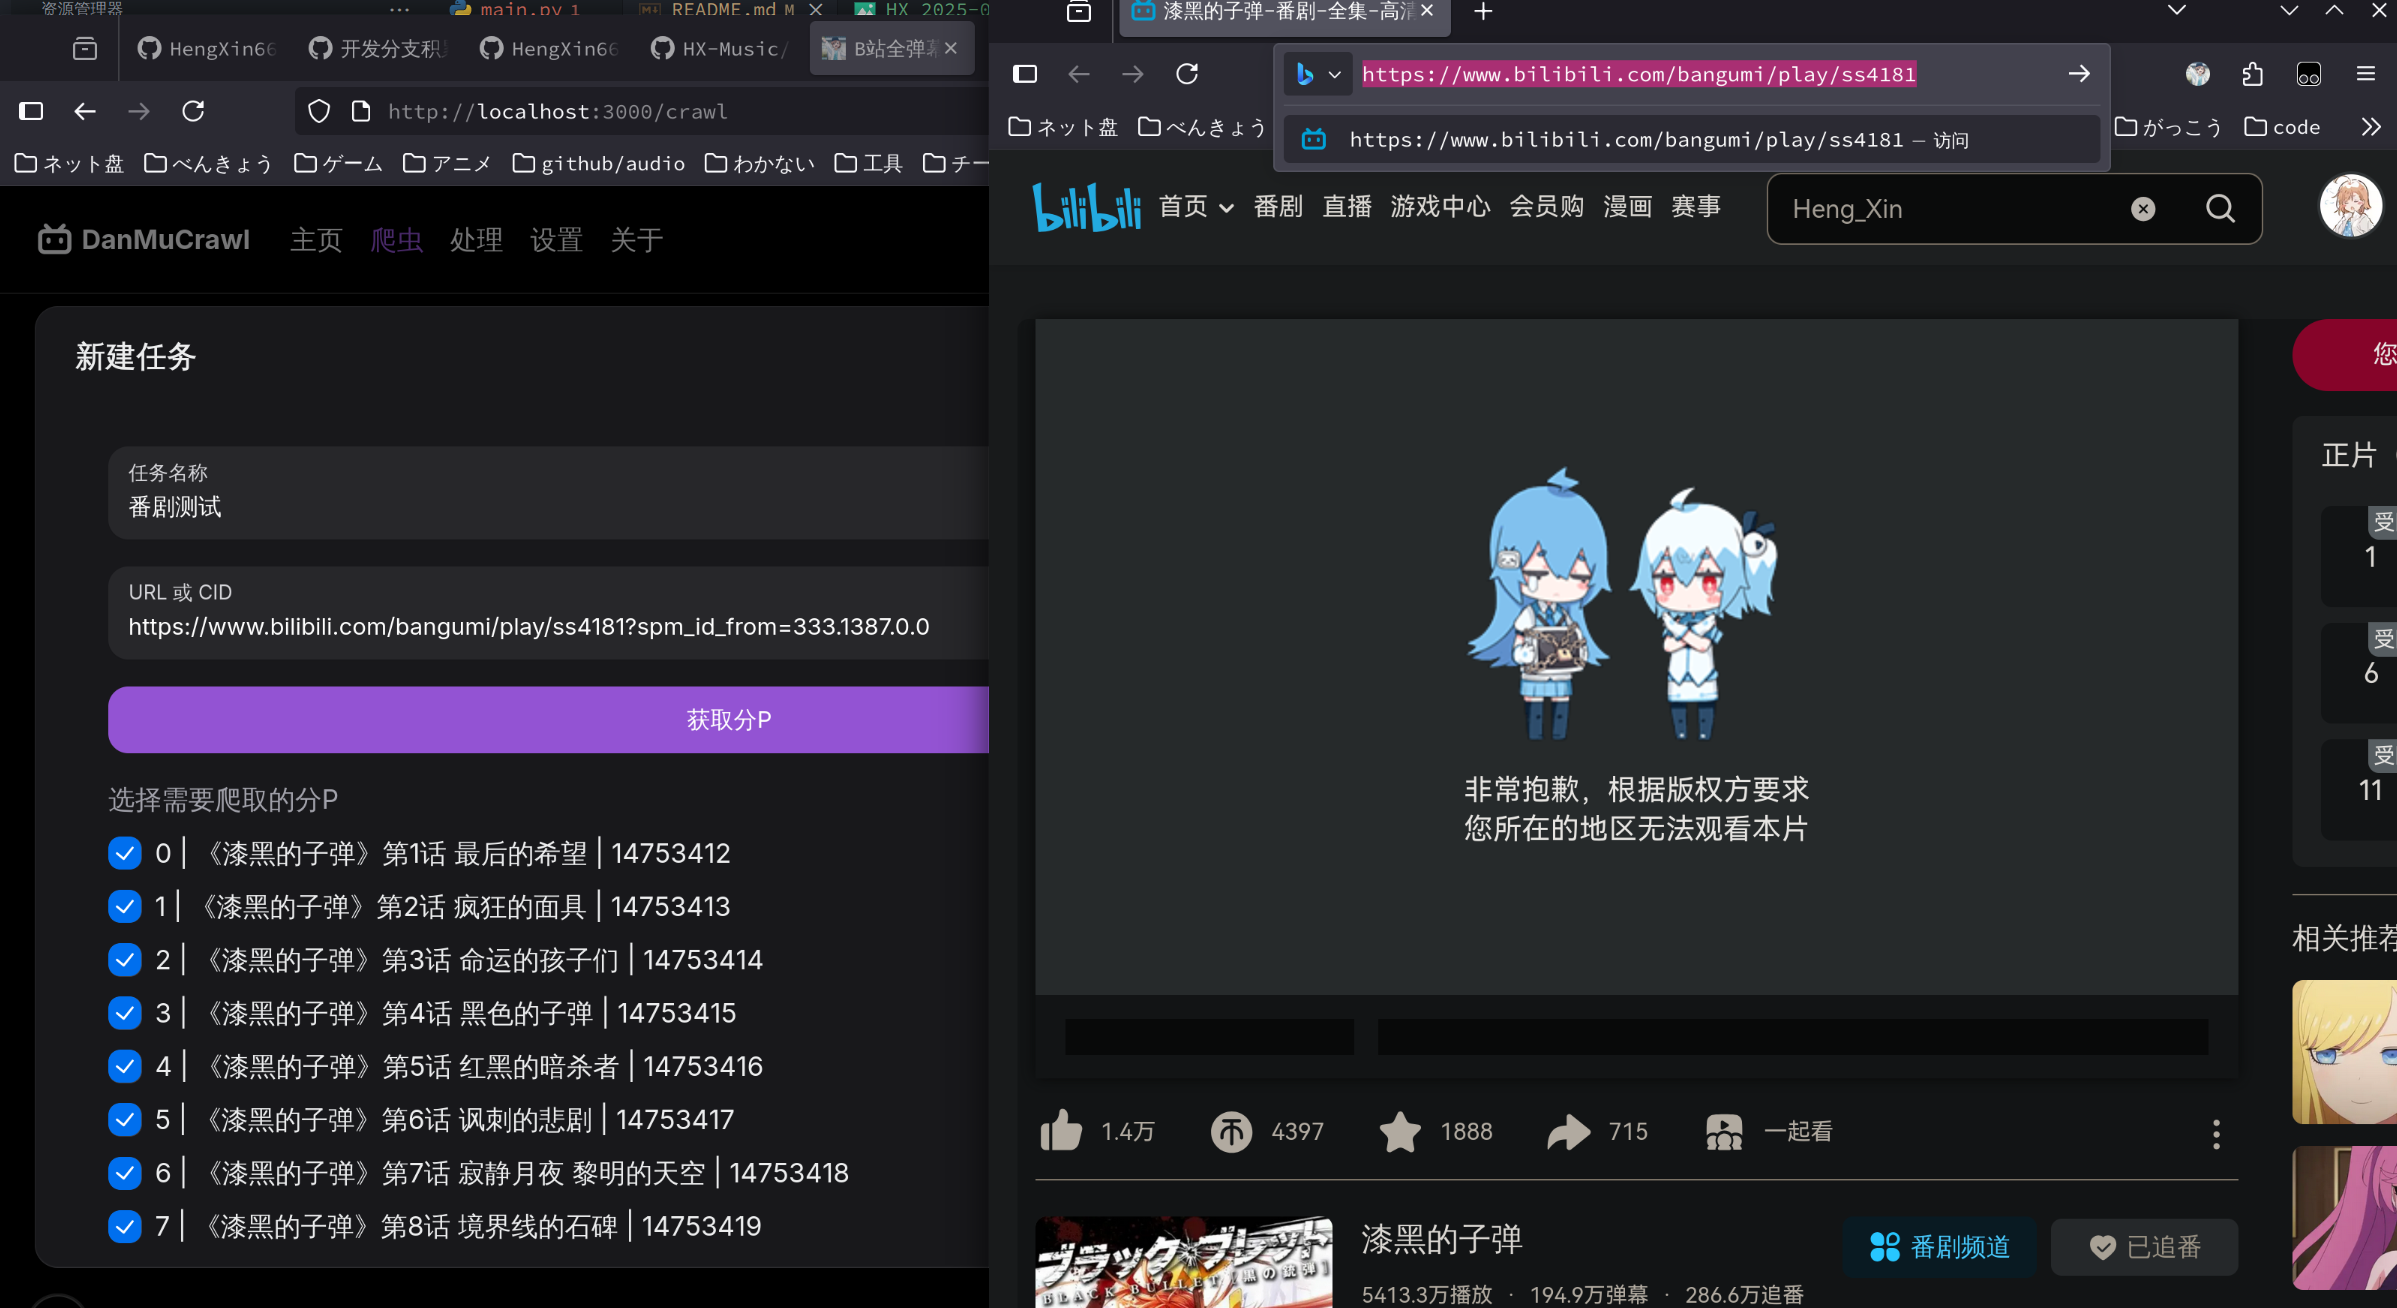 资源管理器
main.py 1
README.md M
HX_2025-0
HengXin66
开发分支积
HengXin66
HX-Music/
B站全弹幕
http://localhost:3000/crawl
ネット盘
べんきょう
ゲーム
アニメ
github/audio
わかない
工具
チー
DanMuCrawl
主页
爬虫
处理
设置
关于
新建任务
任务名称
番剧测试
URL 或 CID
https://www.bilibili.com/bangumi/play/ss4181?spm_id_from=333.1387.0.0
获取分P
选择需要爬取的分P
0 | 《漆黑的子弹》第1话 最后的希望 | 14753412
1 | 《漆黑的子弹》第2话 疯狂的面具 | 14753413
2 | 《漆黑的子弹》第3话 命运的孩子们 | 14753414
3 | 《漆黑的子弹》第4话 黑色的子弹 | 14753415
4 | 《漆黑的子弹》第5话 红黑的暗杀者 | 14753416
5 | 《漆黑的子弹》第6话 讽刺的悲剧 | 14753417
6 | 《漆黑的子弹》第7话 寂静月夜 黎明的天空 | 14753418
7 | 《漆黑的子弹》第8话 境界线的石碑 | 14753419
漆黑的子弹-番剧-全集-高清
https://www.bilibili.com/bangumi/play/ss4181
https://www.bilibili.com/bangumi/play/ss4181 — 访问
ネット盘
べんきょう
がっこう
code
bilibili
首页
番剧
直播
游戏中心
会员购
漫画
赛事
Heng_Xin
非常抱歉，根据版权方要求
您所在的地区无法观看本片
您
正片
受
1
受
6
受
11
相关推荐
1.4万
4397
1888
715
一起看
ブラック・ブレット
BLACK BULLET [黒の銃弾]
漆黑的子弹
5413.3万播放 · 194.9万弹幕 · 286.6万追番
番剧频道
已追番